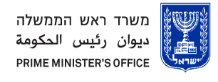 משרד ראש הממשלה
ديوان رئيس الحكومة
PRIME MINISTER'S OFFICE
ישראל